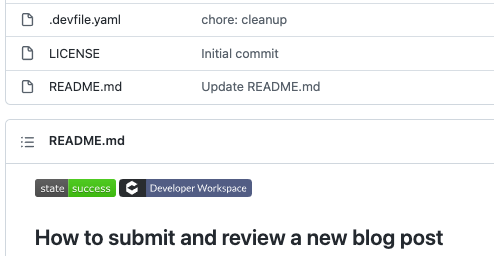 .devfile.yaml chore: cleanup
LICENSE Initial commit
README.md Update README.md
README.md
state success Developer Workspace
How to submit and review a new blog post